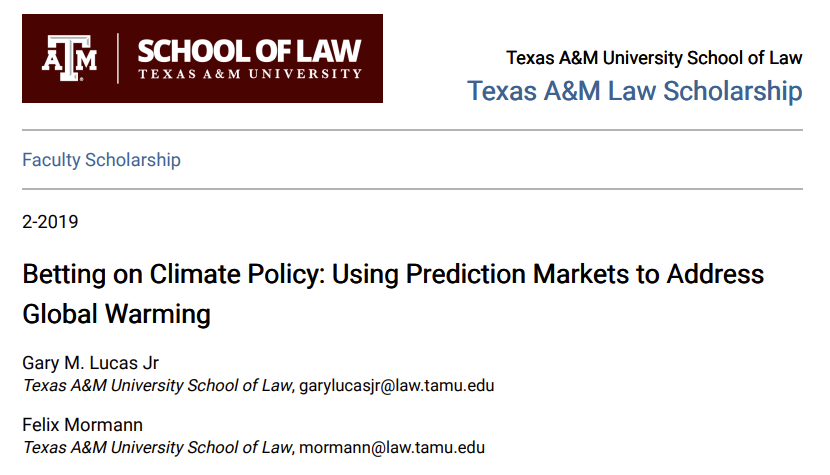 SCHOOL OF LAW
TEXAS A&M UNIVERSITY
ATM
Texas A&M University School of Law
Texas A&M Law Scholarship
Faculty Scholarship
2-2019
Betting on Climate Policy: Using Prediction Markets to Address
Global Warming
Gary M. Lucas Jr
Texas A&M University School of Law, garylucasjr@law.tamu.edu
Felix Mormann
Texas A&M University School of Law, mormann@law.tamu.edu